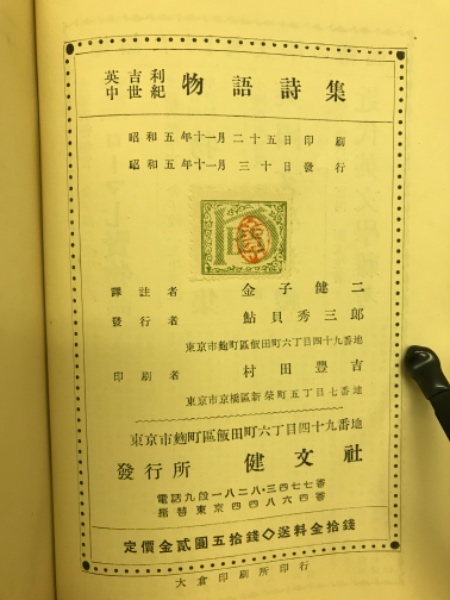 英吉利
中世紀 物語詩集
昭和五年十一月二十五日印刷
昭和五年十一月三十日發行
譯註者 金子健二
發行者 鮎貝秀三郎
東京市麴町區飯田町六丁目四十九番地
印刷者 村田豊吉
東京市京橋區新榮町五丁目七番地
東京市麴町區飯田町六丁目四十九番地
發行所 健文社
電話九段一八二八・三四七七番
振替東京四四八六四番
定價金貳圓五拾錢◇送料金拾錢
大倉印刷所印行